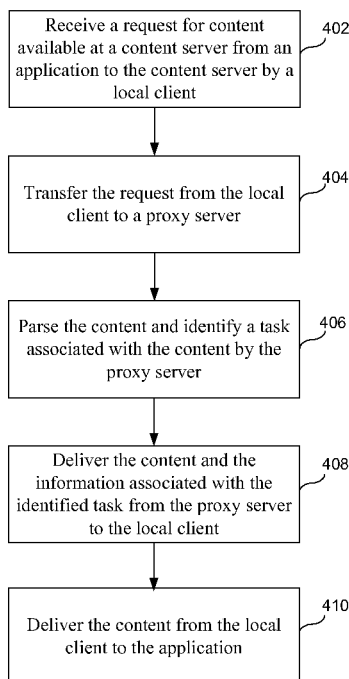 Receive a request for content
available at a content server from an
application to the content server by a
local client
402
Transfer the request from the local
client to a proxy server
404
Parse the content and identify a task
associated with the content by the
proxy server
406
Deliver the content and the
information associated with the
identified task from the proxy server
to the local client
408
Deliver the content from the local
client to the application
410